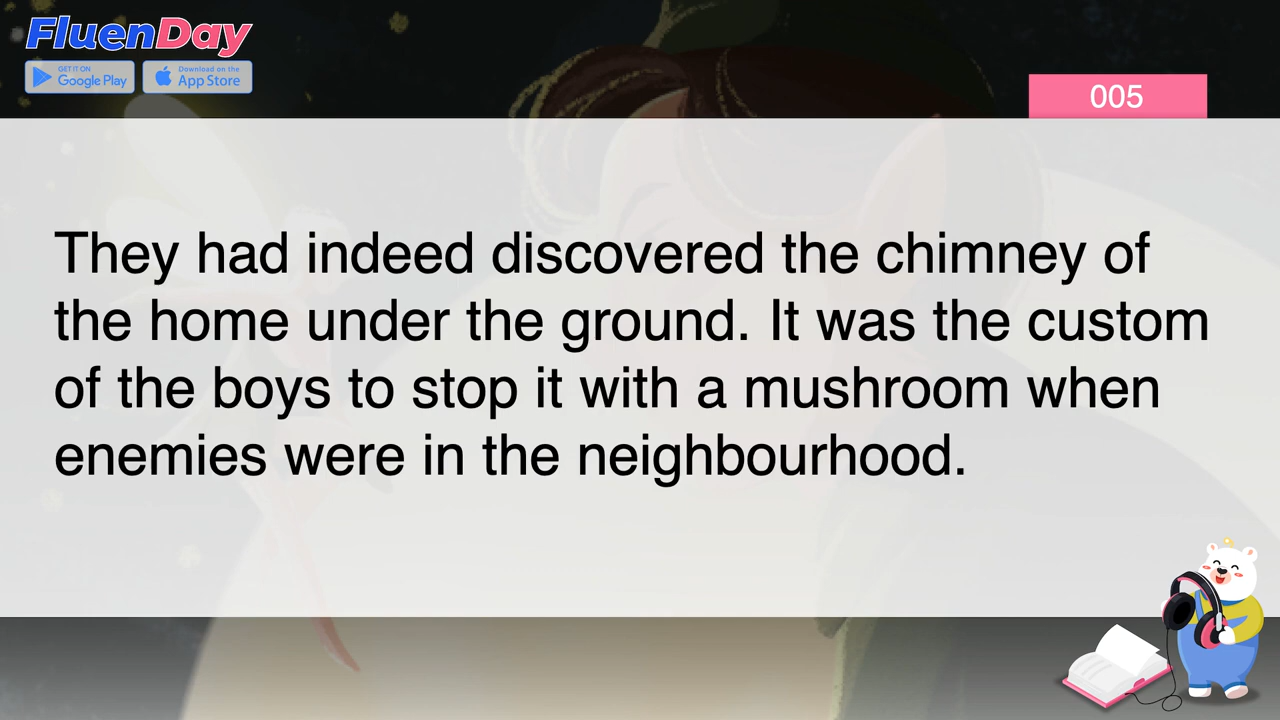 FluenDay
GET IT ON
Google Play
Download on the
App Store
005
They had indeed discovered the chimney of
the home under the ground. It was the custom
of the boys to stop it with a mushroom when
enemies were in the neighbourhood.